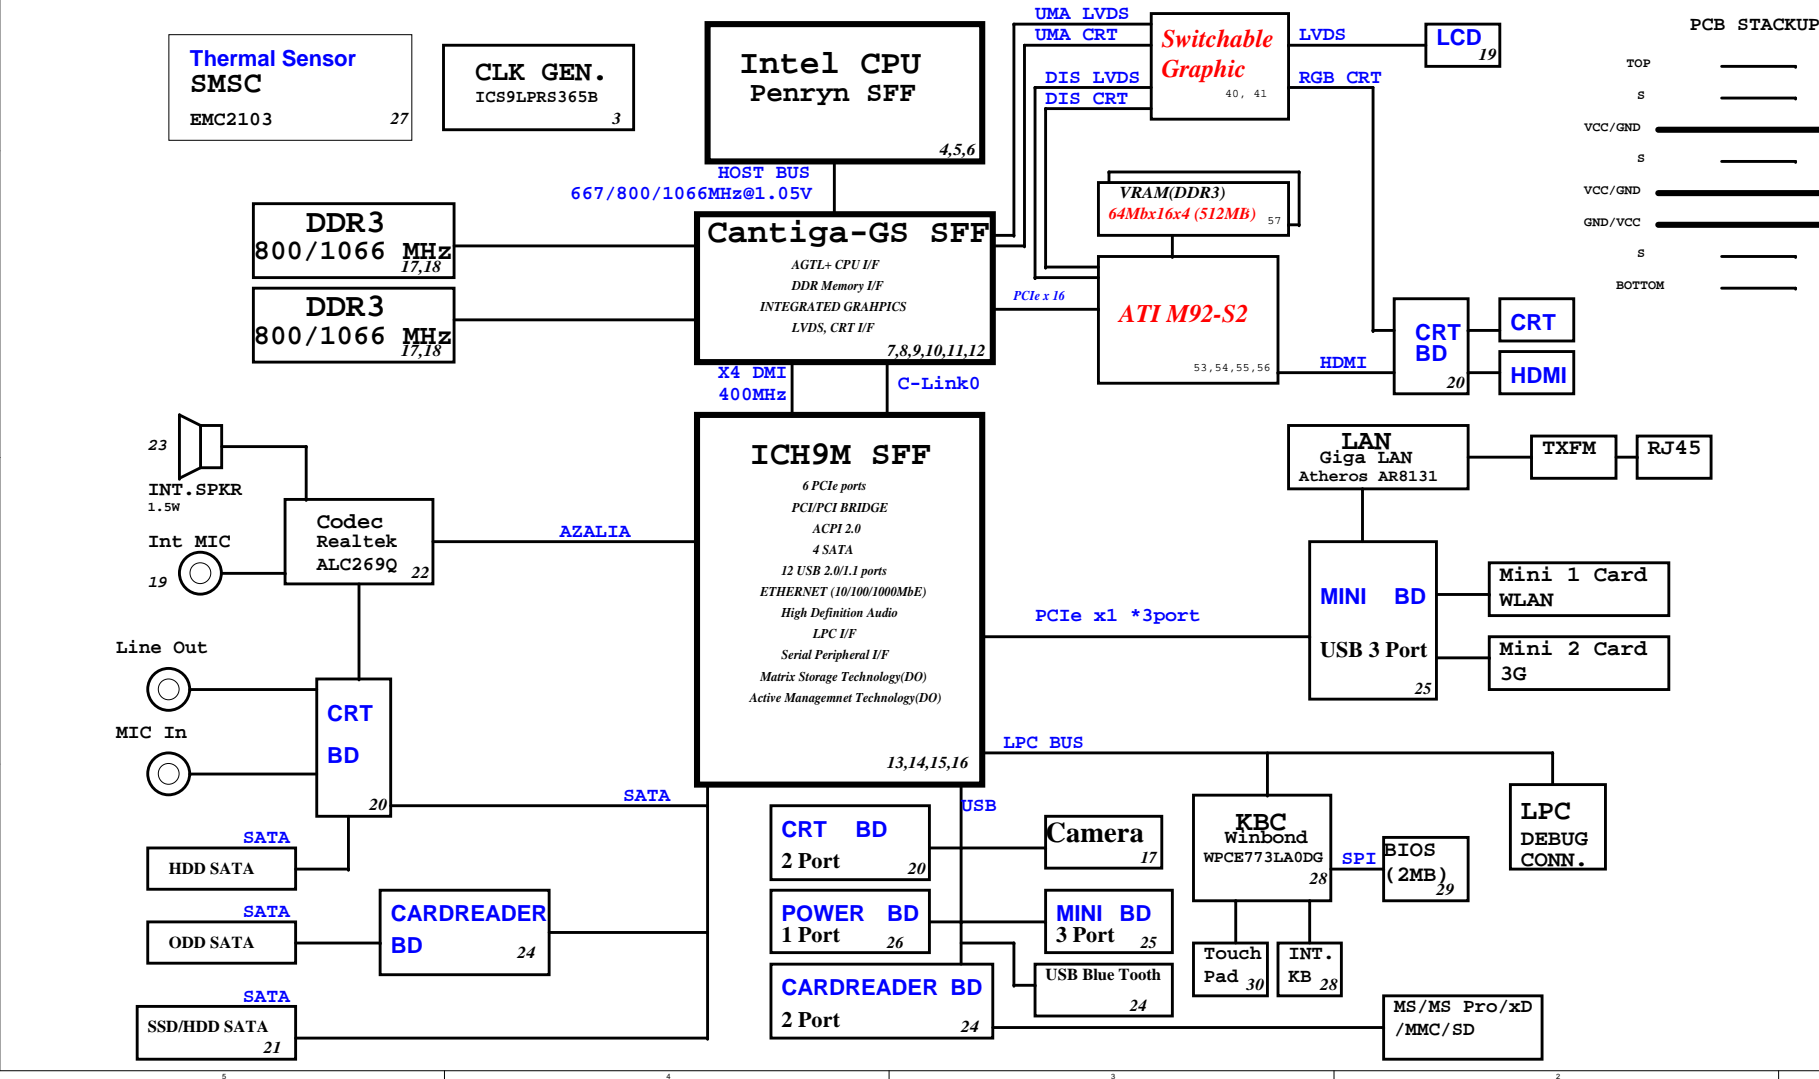 Thermal Sensor
SMSC
EMC2103
27
CLK GEN.
ICS9LPRS365B
3
Intel CPU
Penryn SFF
4,5,6
HOST BUS
667/800/1066MHz@1.05V
UMA LVDS
UMA CRT
DIS LVDS
DIS CRT
Switchable
Graphic
40, 41
LVDS
RGB CRT
LCD
19
PCB STACKUP
TOP
S
VCC/GND
S
VCC/GND
GND/VCC
S
BOTTOM
DDR3
800/1066 MHz
17,18
DDR3
800/1066 MHz
17,18
Cantiga-GS SFF
AGTL+ CPU I/F
DDR Memory I/F
INTEGRATED GRAHPICS
LVDS, CRT I/F
7,8,9,10,11,12
VRAM(DDR3)
64Mbx16x4 (512MB)
57
PCIe x 16
ATI M92-S2
53,54,55,56
HDMI
CRT
BD
20
CRT
HDMI
X4 DMI
400MHz
C-Link0
23
INT.SPKR
1.5W
Int MIC
19
Codec
Realtek
ALC269Q
22
AZALIA
ICH9M SFF
6 PCIe ports
PCI/PCI BRIDGE
ACPI 2.0
4 SATA
12 USB 2.0/1.1 ports
ETHERNET (10/100/1000MbE)
High Definition Audio
LPC I/F
Serial Peripheral I/F
Matrix Storage Technology(DO)
Active Managemnet Technology(DO)
13,14,15,16
LAN
Giga LAN
Atheros AR8131
TXFM
RJ45
PCIe x1 *3port
MINI BD
USB 3 Port
25
Mini 1 Card
WLAN
Mini 2 Card
3G
Line Out
MIC In
CRT
BD
20
SATA
SATA
HDD SATA
SATA
ODD SATA
CARDREADER
BD
24
SATA
SSD/HDD SATA
21
USB
CRT BD
2 Port
20
Camera
17
POWER BD
1 Port
26
MINI BD
3 Port
25
CARDREADER BD
2 Port
24
USB Blue Tooth
24
LPC BUS
KBC
Winbond
WPCE773LA0DG
28
SPI
BIOS
(2MB)
29
LPC
DEBUG
CONN.
Touch
Pad
30
INT.
KB
28
MS/MS Pro/xD
/MMC/SD
5
4
3
2